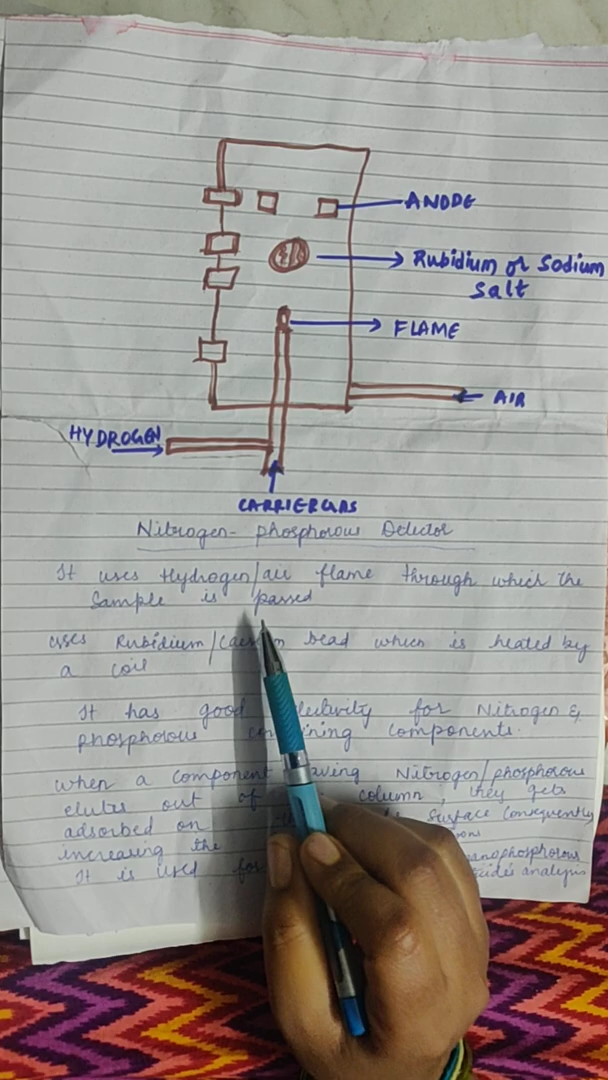 ANODE
Rubidium or Sodium
Salt
FLAME
AIR
HYDROGEN
CARRIER GAS
Nitrogen-phosphorous Detector
It uses Hydrogen/air flame through which the
Sample is passed
uses Rubidium/ bead which is heated by
a coil
It has good for Nitrogen &
phosphorous components.
when a component Nitrogen/phosphorous
elutes out of column, they gets
adsorbed on surface consequently
increasing the
It is used for analysis